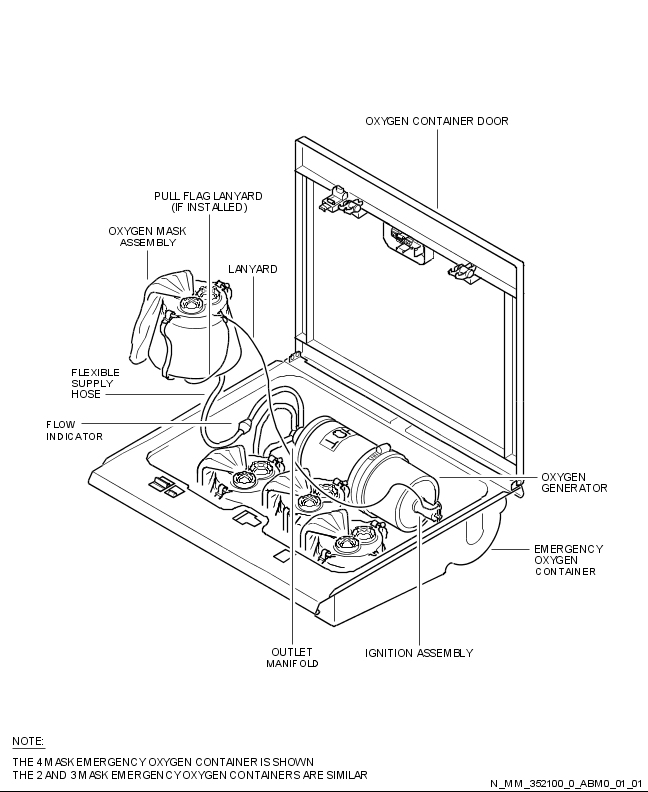 OXYGEN CONTAINER DOOR
PULL FLAG LANYARD
(IF INSTALLED)
OXYGEN MASK
ASSEMBLY
LANYARD
FLEXIBLE
SUPPLY
HOSE
FLOW
INDICATOR
HOT
OXYGEN
GENERATOR
EMERGENCY
OXYGEN
CONTAINER
OUTLET
MANIFOLD
IGNITION ASSEMBLY
NOTE:
THE 4 MASK EMERGENCY OXYGEN CONTAINER IS SHOWN
THE 2 AND 3 MASK EMERGENCY OXYGEN CONTAINERS ARE SIMILAR
N_MM_352100_0_ABM0_01_01